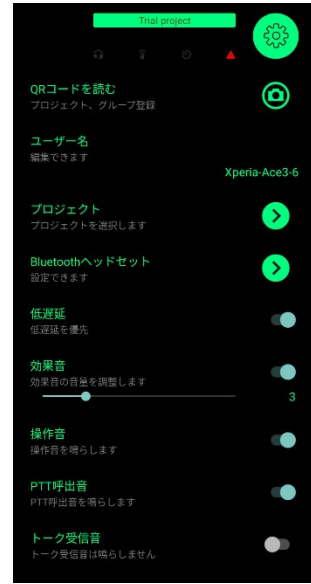 Trial project
QRコードを読む
プロジェクト、グループ登録
ユーザー名
編集できます
Xperia-Ace3-6
プロジェクト
プロジェクトを選択します
Bluetoothヘッドセット
設定できます
低遅延
低遅延を優先
効果音
効果音の音量を調整します
3
操作音
操作音を鳴らします
PTT呼出音
PTT呼出音を鳴らします
トーク受信音
トーク受信音は鳴らしません